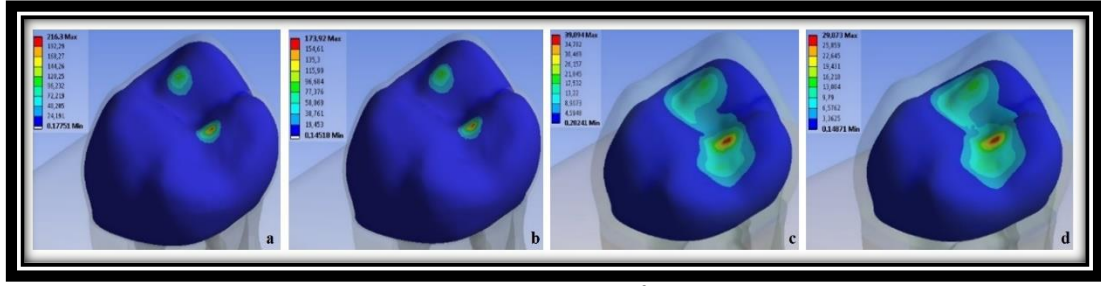 216,3 Max
192,29
168,27
144,26
120,25
96,232
72,219
48,205
24,191
0,17751 Min
a
173,92 Max
154,61
135,3
115,99
96,684
77,376
58,069
38,761
19,453
0,14518 Min
b
39,094 Max
34,782
30,469
26,157
21,845
17,532
13,22
0,28241 Min
c
29,073 Max
25,859
22,645
19,431
16,218
13,004
9,79
6,5762
3,3625
0,14871 Min
d